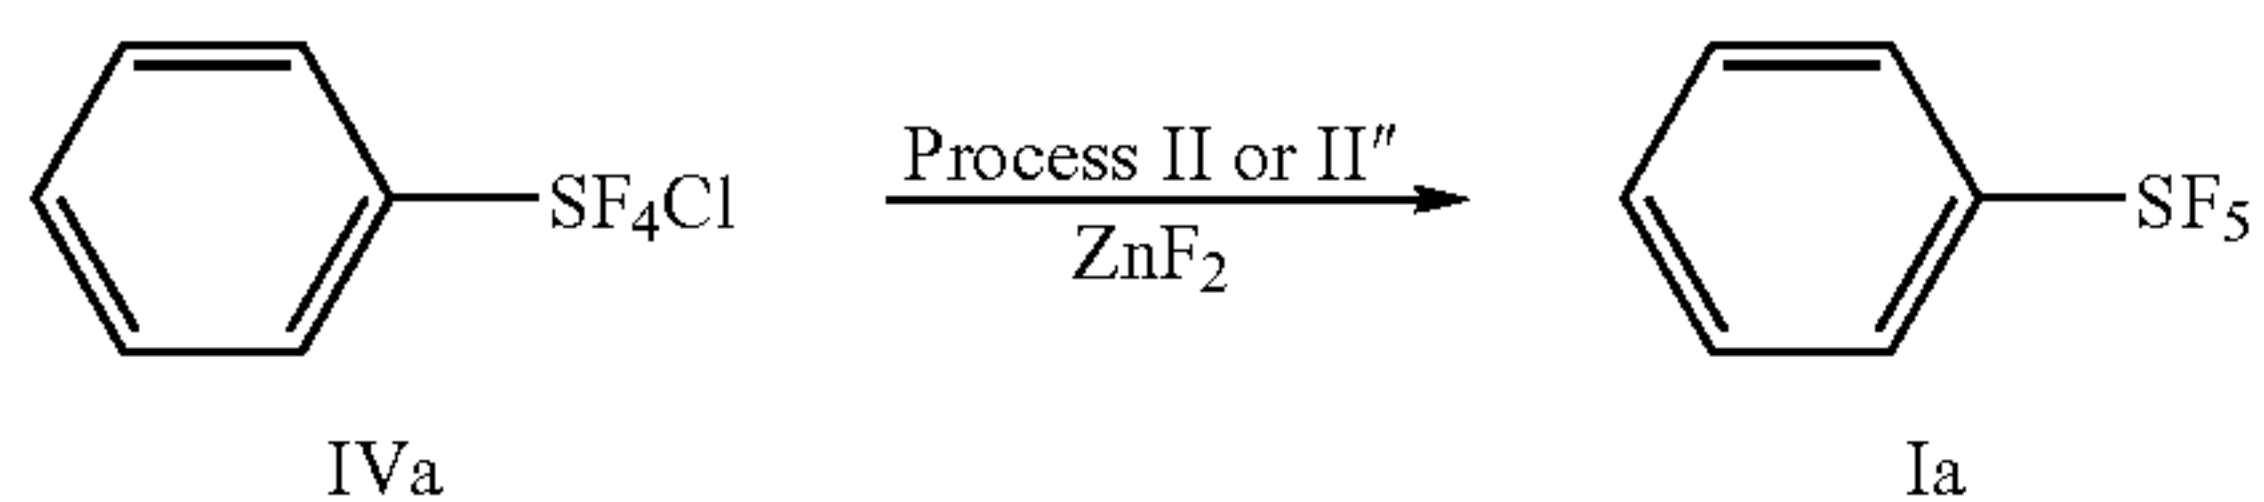 Process II or II″
SF₄Cl
SF₅
ZnF₂
IVa
Ia